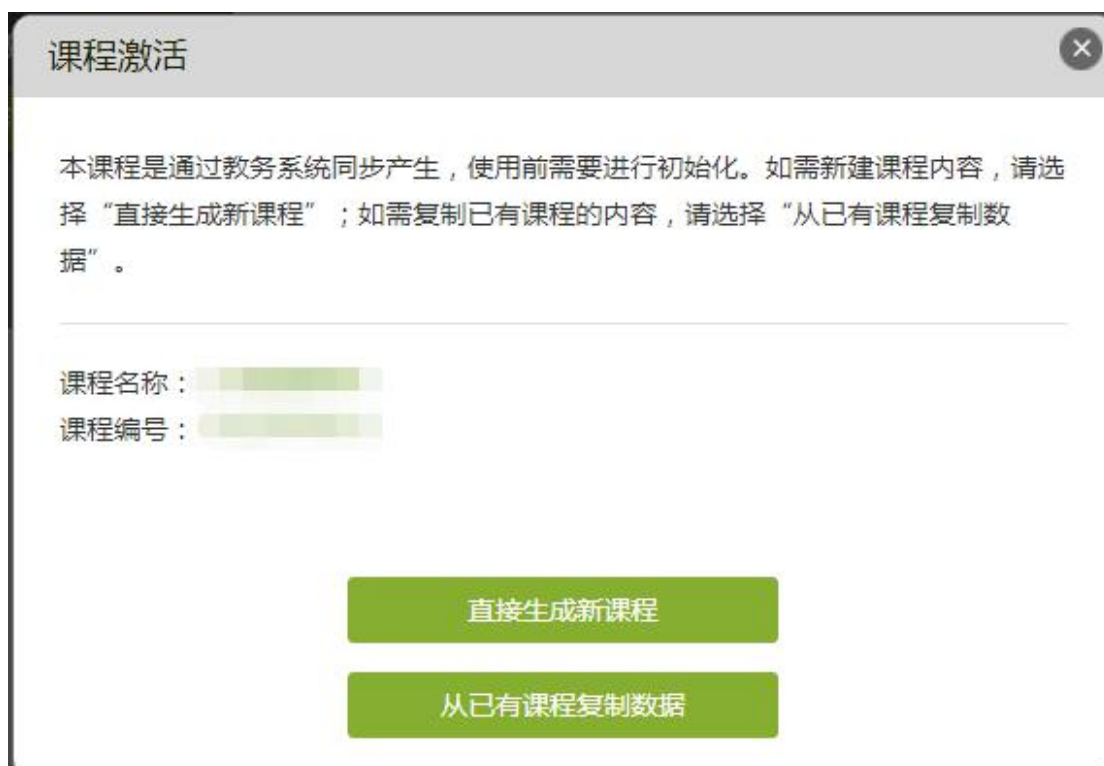 课程激活
本课程是通过教务系统同步产生，使用前需要进行初始化。如需新建课程内容，请选
择“直接生成新课程”；如需复制已有课程的内容，请选择“从已有课程复制数
据”。
课程名称：
课程编号：
直接生成新课程
从已有课程复制数据